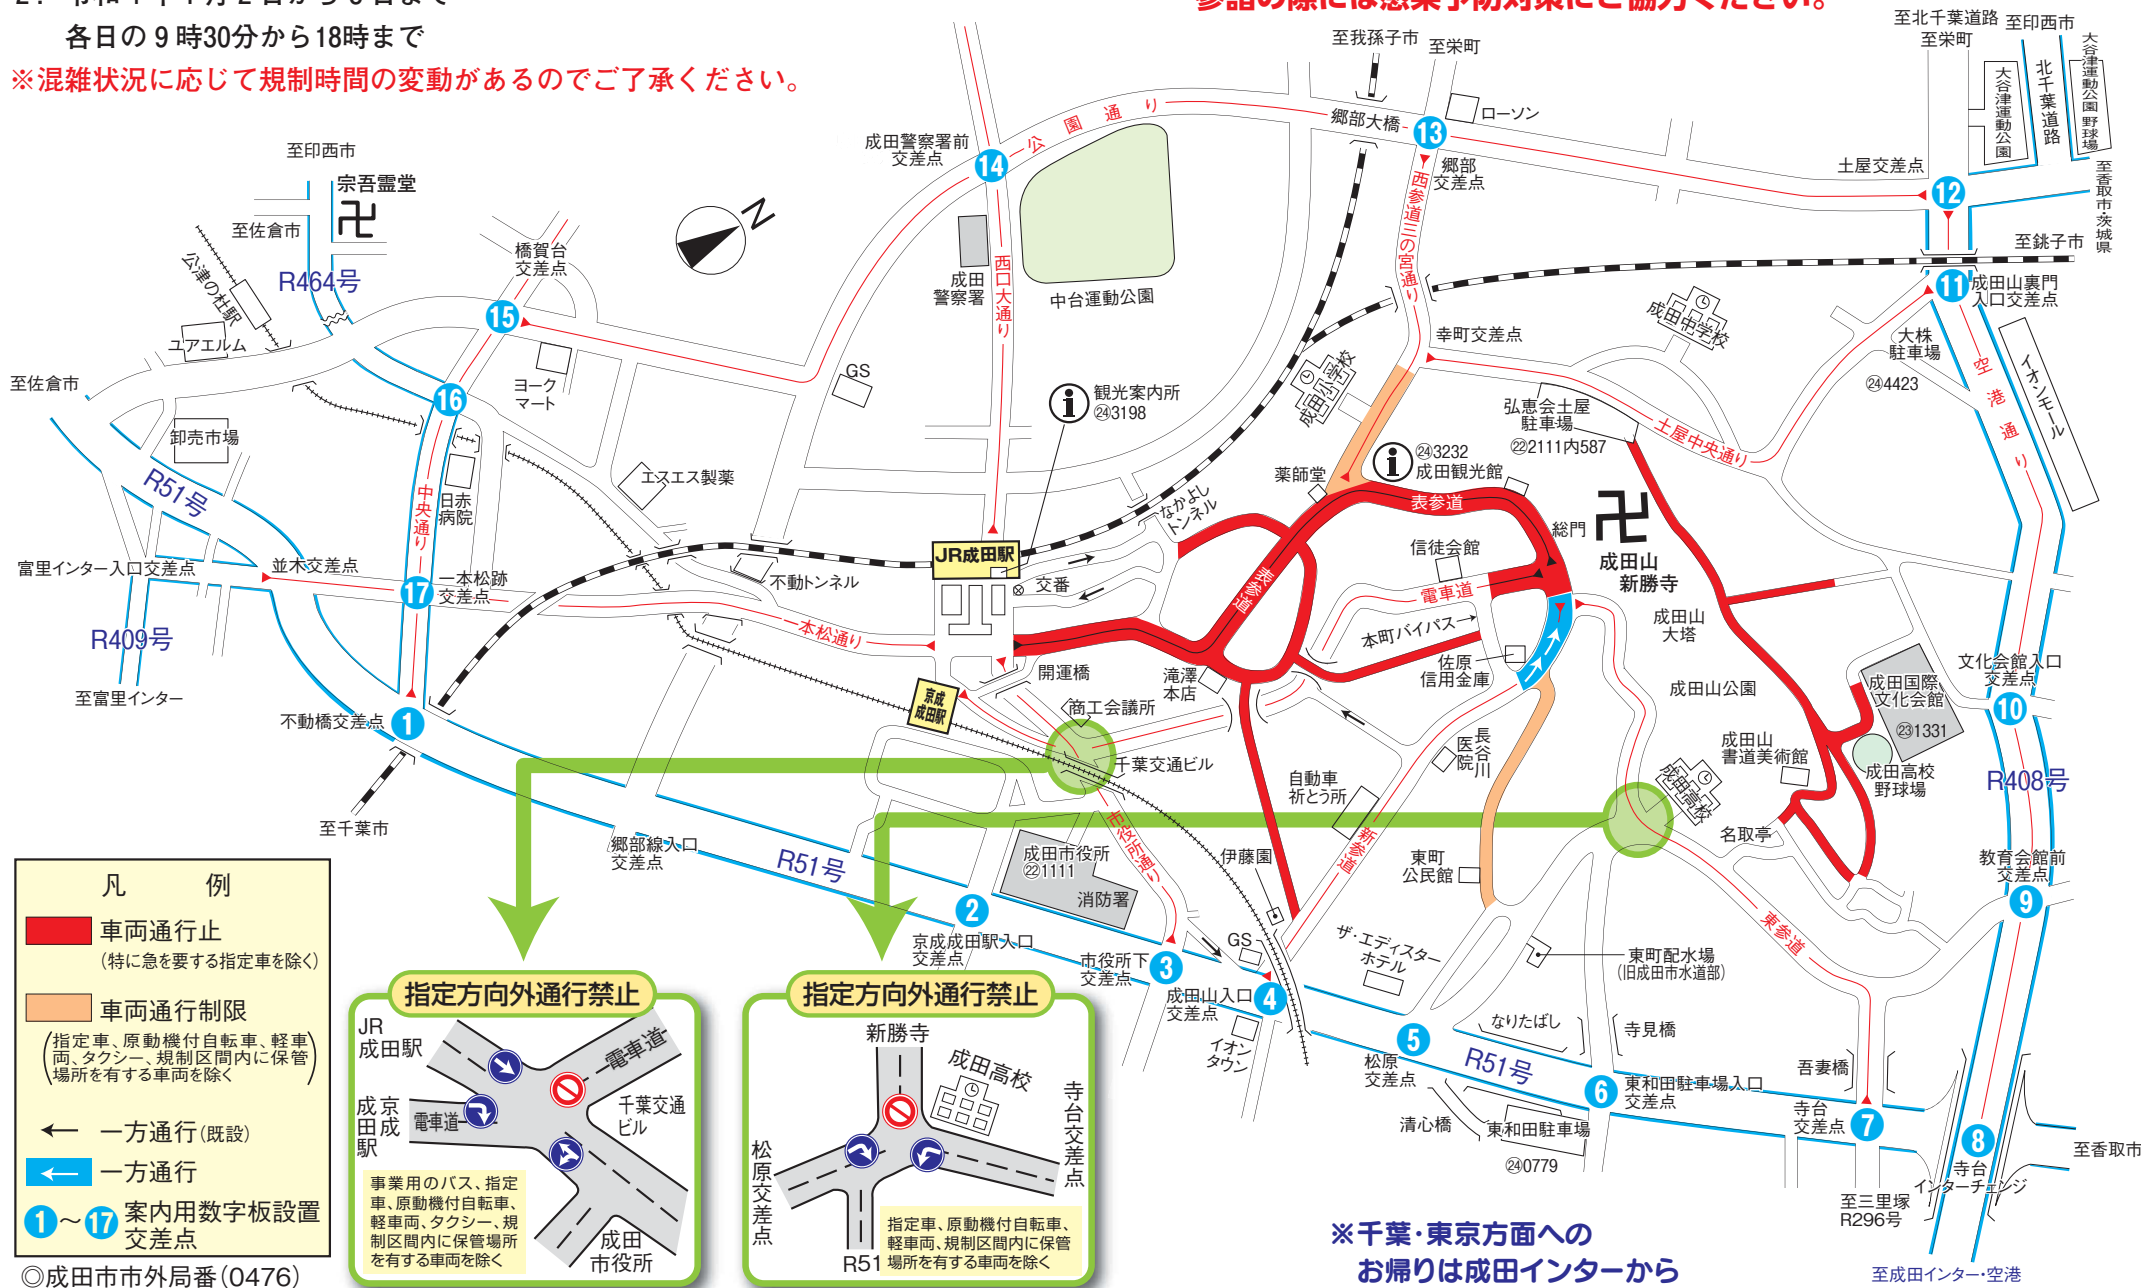 各日の９時30分から18時まで
※混雑状況に応じて規制時間の変動があるのでご了承ください。
至印西市
宗吾霊堂
至佐倉市
公津の杜駅
R464号
ユアエルム
至佐倉市
橋賀台
交差点
15
16
ヨーク
マート
卸売市場
R51号
日赤
病院
中央通り
エスエス製薬
富里インター入口交差点
並木交差点
17
一本松跡
交差点
R409号
至富里インター
不動橋交差点
1
至千葉市
不動トンネル
一本松通り
N
成田警察署前
交差点
14
公園通り
成田
警察署
西口大通り
中台運動公園
GS
観光案内所
㉔3198
JR成田駅
交番
なかよし
トンネル
開運橋
京成
成田駅
商工会議所
千葉交通ビル
滝澤
本店
至我孫子市
至栄町
郷部大橋
13
ローソン
郷部
交差点
西参道三の宮通り
幸町交差点
成田小学校
成田中学校
薬師堂
㉔3232
成田観光館
弘恵会土屋
駐車場
㉒2111内587
土屋中央通り
表参道
表参道
総門
信徒会館
電車道
本町バイパス
佐原
信用金庫
成田山
新勝寺
成田山
大塔
成田山公園
成田山
書道美術館
名取亭
成田国際
文化会館
㉓1331
成田高校
野球場
成田高校
至北千葉道路
至印西市
至栄町
大谷津運動公園
北千葉道路
大谷津運動公園 野球場
土屋交差点
12
至香取市・茨城県
至銚子市
11
成田山裏門
入口交差点
大株
駐車場
㉔4423
空港通り
イオンモール
文化会館入口
交差点
10
R408号
教育会館前
交差点
9
長谷川
医院
自動車
祈とう所
新参道
伊藤園
東町
公民館
東参道
東町配水場
(旧成田市水道部)
ザ・エディスター
ホテル
郷部線入口
交差点
R51号
成田市役所
㉒1111
消防署
市役所通り
2
京成成田駅入口
交差点
市役所下
交差点
3
GS
成田山入口
交差点
4
イオン
タウン
5
松原
交差点
なりたばし
R51号
寺見橋
6
東和田駐車場入口
交差点
清心橋
東和田駐車場
㉔0779
吾妻橋
寺台
交差点
7
8
寺台
インターチェンジ
至香取市
至三里塚
R296号
至成田インター・空港
凡　例
車両通行止
(特に急を要する指定車を除く)
車両通行制限
(指定車、原動機付自転車、軽車
両、タクシー、規制区間内に保管
場所を有する車両を除く)
一方通行(既設)
一方通行
1～17 案内用数字板設置
交差点
◎成田市市外局番(0476)
指定方向外通行禁止
JR
成田駅
電車道
京成
成田駅
電車道
千葉交通
ビル
成田
市役所
事業用のバス、指定
車、原動機付自転車、
軽車両、タクシー、規
制区間内に保管場所
を有する車両を除く
指定方向外通行禁止
新勝寺
成田高校
松原交差点
寺台交差点
R51
指定車、原動機付自転車、
軽車両、規制区間内に保管
場所を有する車両を除く
※千葉・東京方面への
お帰りは成田インターから